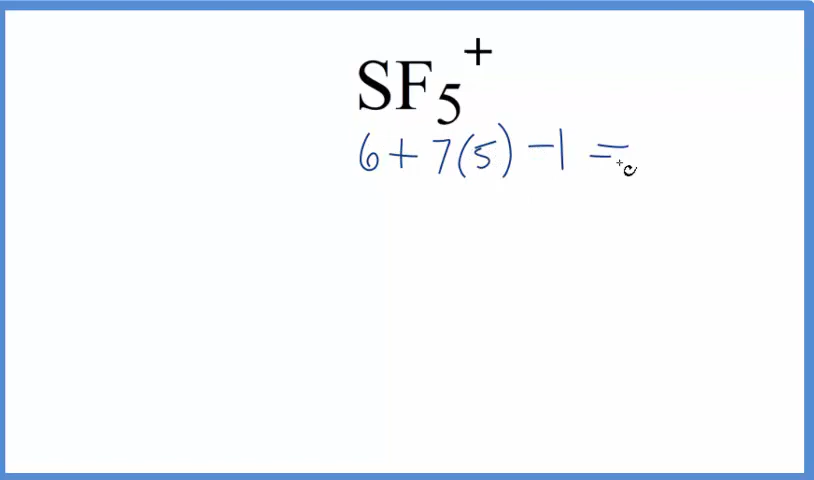 SF₅⁺
6 + 7(5) - 1 =